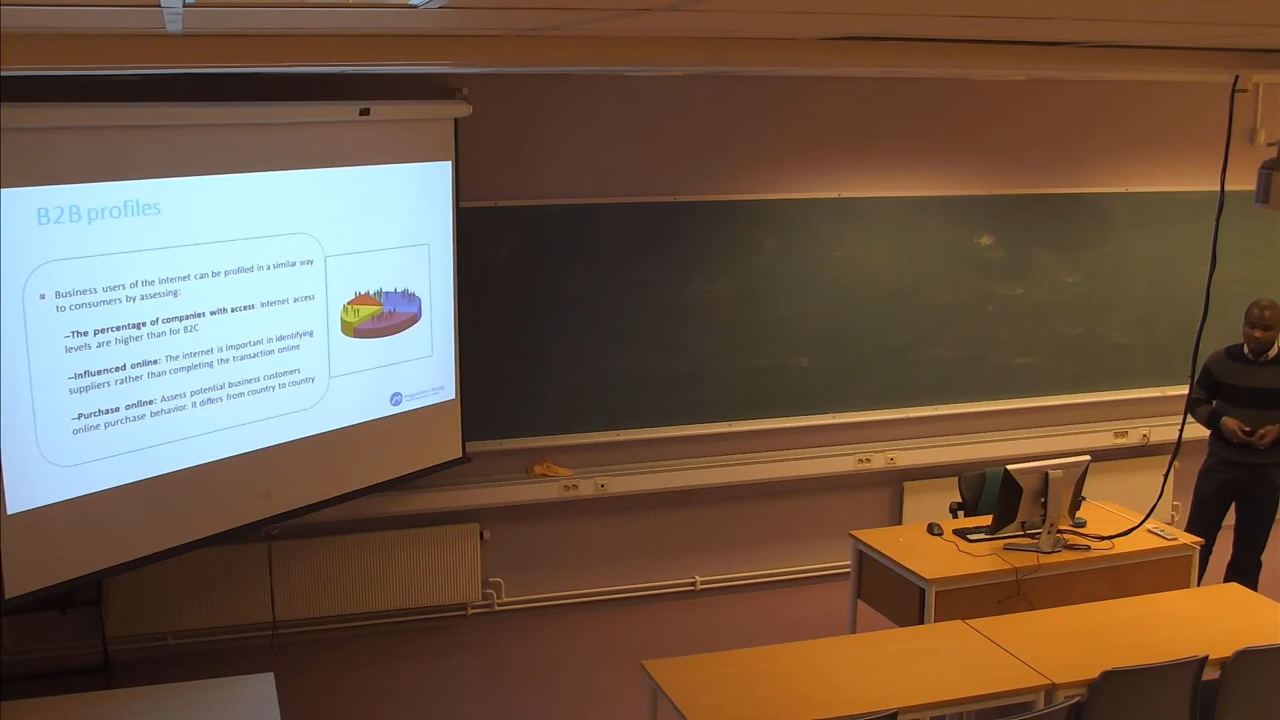 B2B profiles
Business users of the internet can be profiled in a similar way
to consumers by assessing:
–The percentage of companies with access: internet access
levels are higher than for B2C
–Influenced online: The internet is important in identifying
suppliers rather than completing the transaction online
–Purchase online: Assess potential business customers
online purchase behavior. It differs from country to country